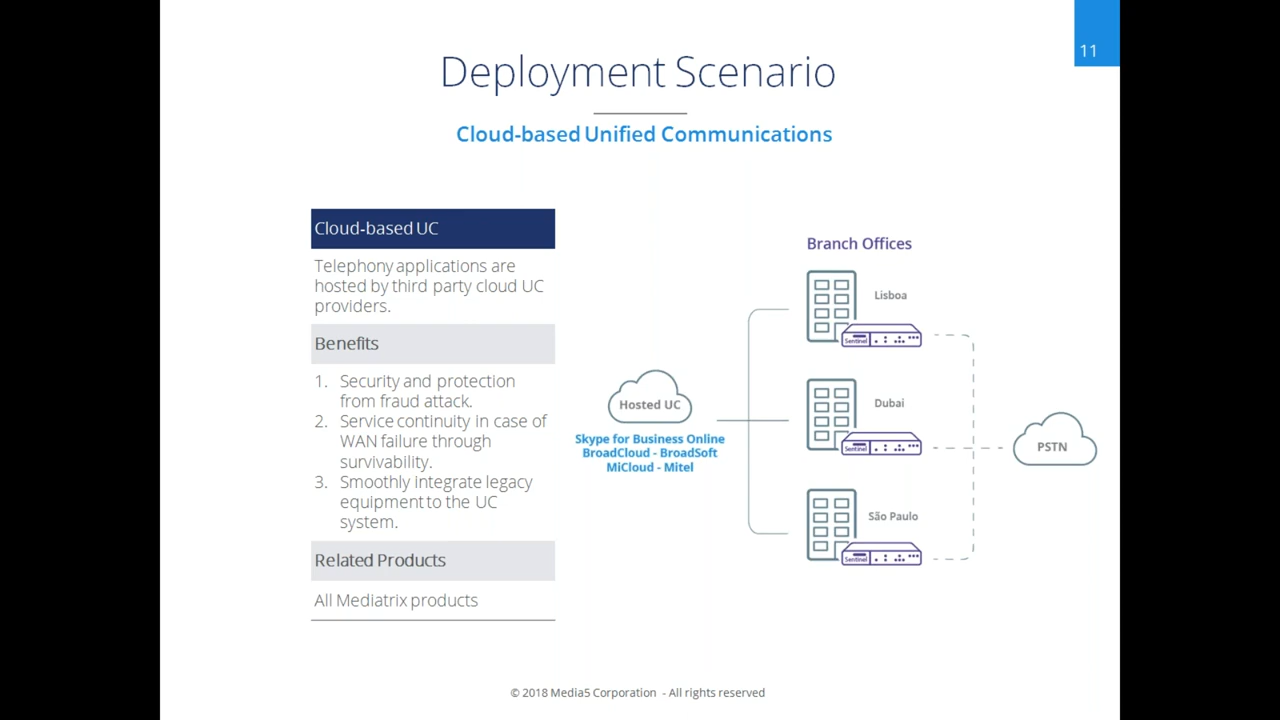 11
Deployment Scenario
Cloud-based Unified Communications
Cloud-based UC
Telephony applications are
hosted by third party cloud UC
providers.
Benefits
1. Security and protection
from fraud attack.
2. Service continuity in case of
WAN failure through
survivability.
3. Smoothly integrate legacy
equipment to the UC
system.
Related Products
All Mediatrix products
Hosted UC
Skype for Business Online
BroadCloud - BroadSoft
MiCloud - Mitel
Branch Offices
Lisboa
Sentinel
Dubai
Sentinel
São Paulo
Sentinel
PSTN
© 2018 Media5 Corporation - All rights reserved